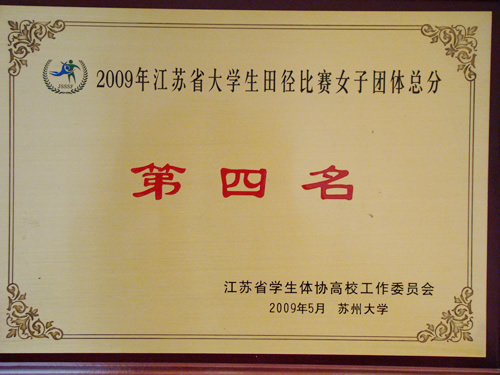 2009年江苏省大学生田径比赛女子团体总分
第四名
江苏省学生体协高校工作委员会
2009年5月 苏州大学